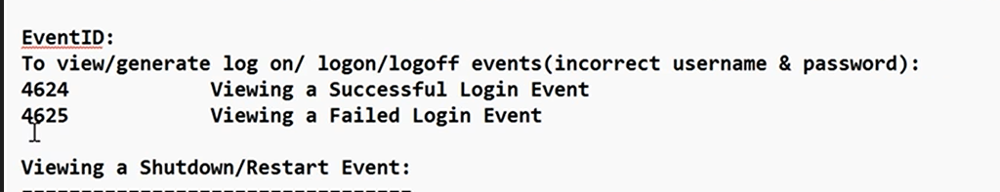 EventID:
To view/generate log on/ logon/logoff events(incorrect username & password):
4624 Viewing a Successful Login Event
4625 Viewing a Failed Login Event
Viewing a Shutdown/Restart Event:
---------------------------------